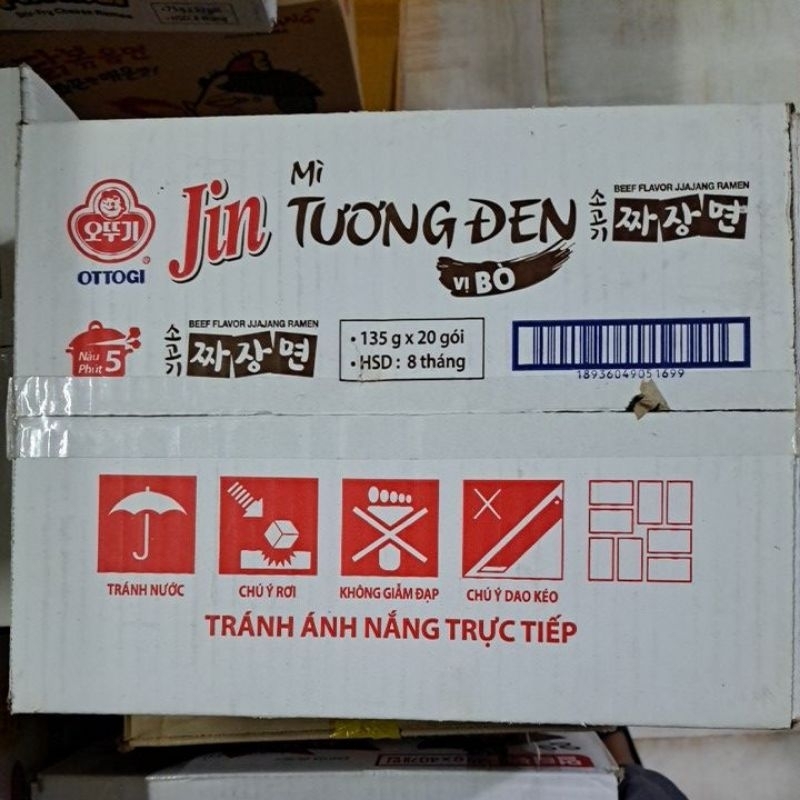 오뚜기
OTTOGI
Jin
Mì
TƯƠNG ĐEN
VỊ BÒ
BEEF FLAVOR JJAJANG RAMEN
소고기
짜장면
Nấu
Phút 5
BEEF FLAVOR JJAJANG RAMEN
소고기
짜장면
• 135 g x 20 gói
• HSD : 8 tháng
18936049051699
TRÁNH NƯỚC
CHÚ Ý RƠI
KHÔNG GIẪM ĐẠP
CHÚ Ý DAO KÉO
TRÁNH ÁNH NẮNG TRỰC TIẾP